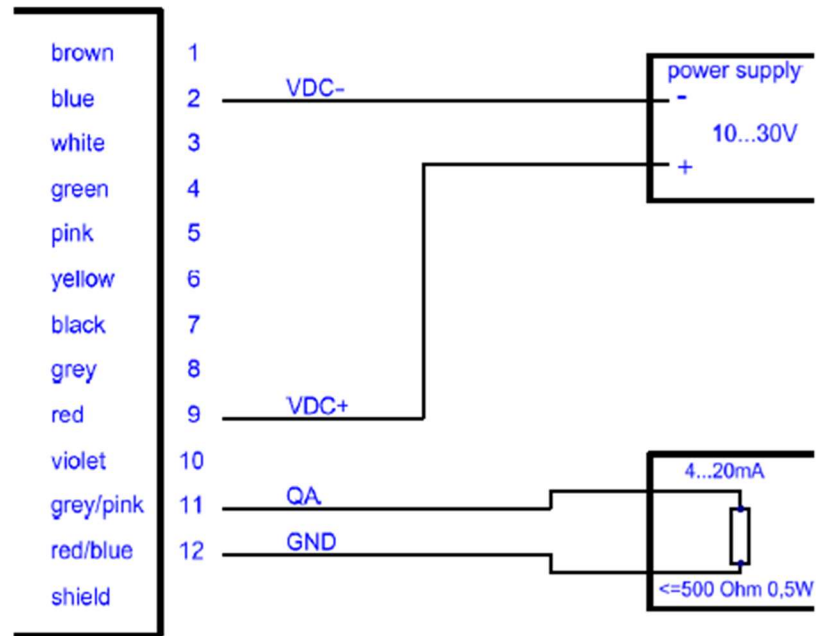 brown 1
blue 2 VDC-
white 3
green 4
pink 5
yellow 6
black 7
grey 8
red 9 VDC+
violet 10
grey/pink 11 QA
red/blue 12 GND
shield
power supply
-
10...30V
+
4...20mA
<=500 Ohm 0,5W